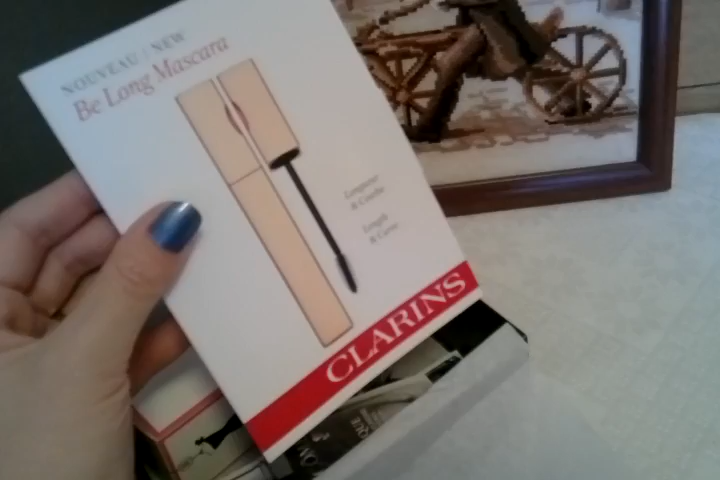 NOUVEAU / NEW
Be Long Mascara
Longueur
& Courbe
Length
& Curve
CLARINS